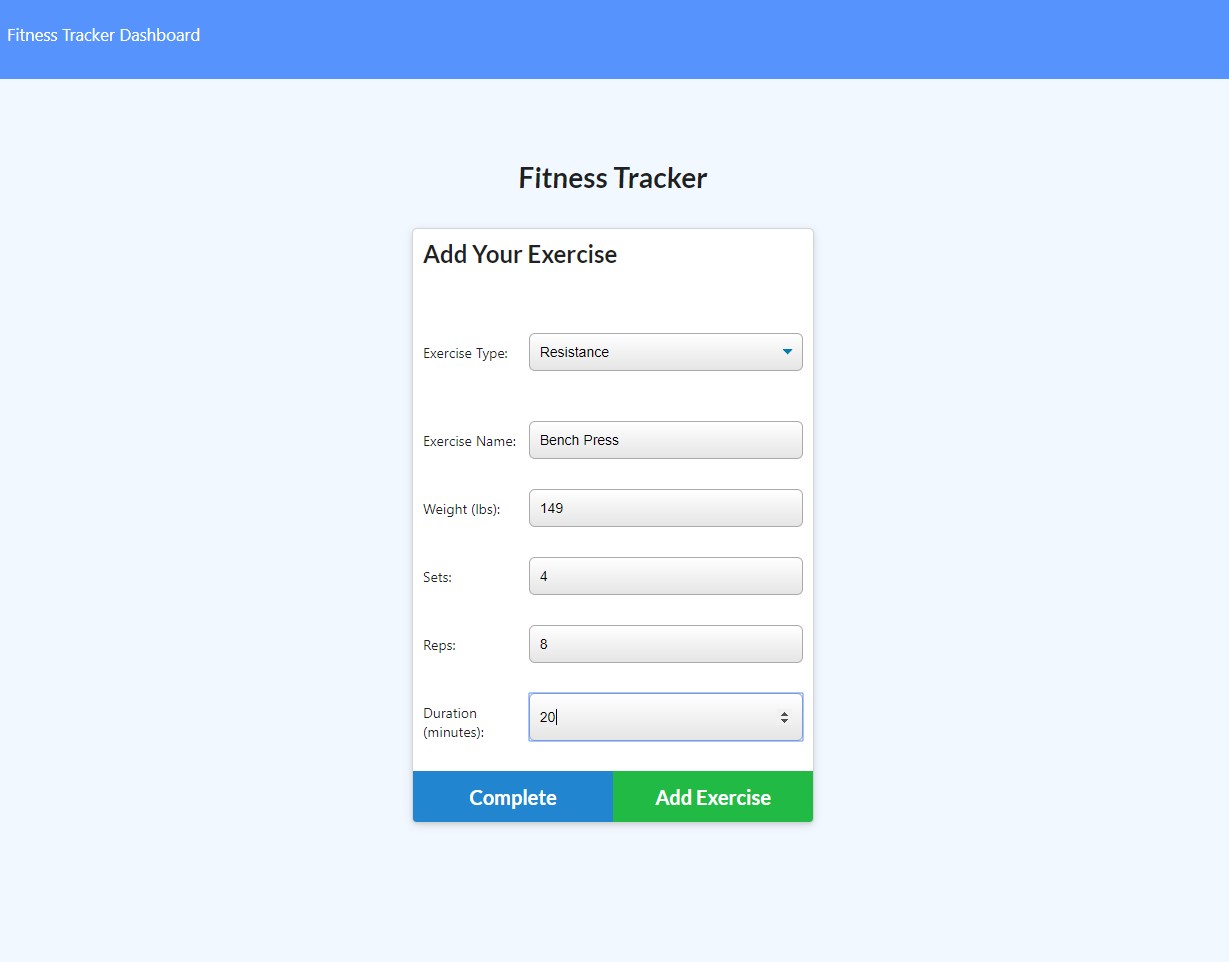 Fitness Tracker Dashboard
Fitness Tracker
Add Your Exercise
Exercise Type: Resistance
Exercise Name: Bench Press
Weight (lbs): 149
Sets: 4
Reps: 8
Duration
(minutes): 20
Complete Add Exercise